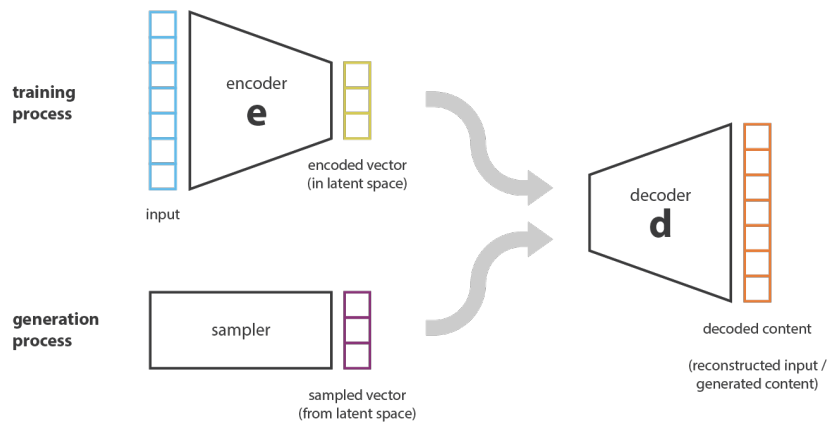 training
process
encoder
e
encoded vector
(in latent space)
input
decoder
d
generation
process
sampler
sampled vector
(from latent space)
decoded content
(reconstructed input /
generated content)